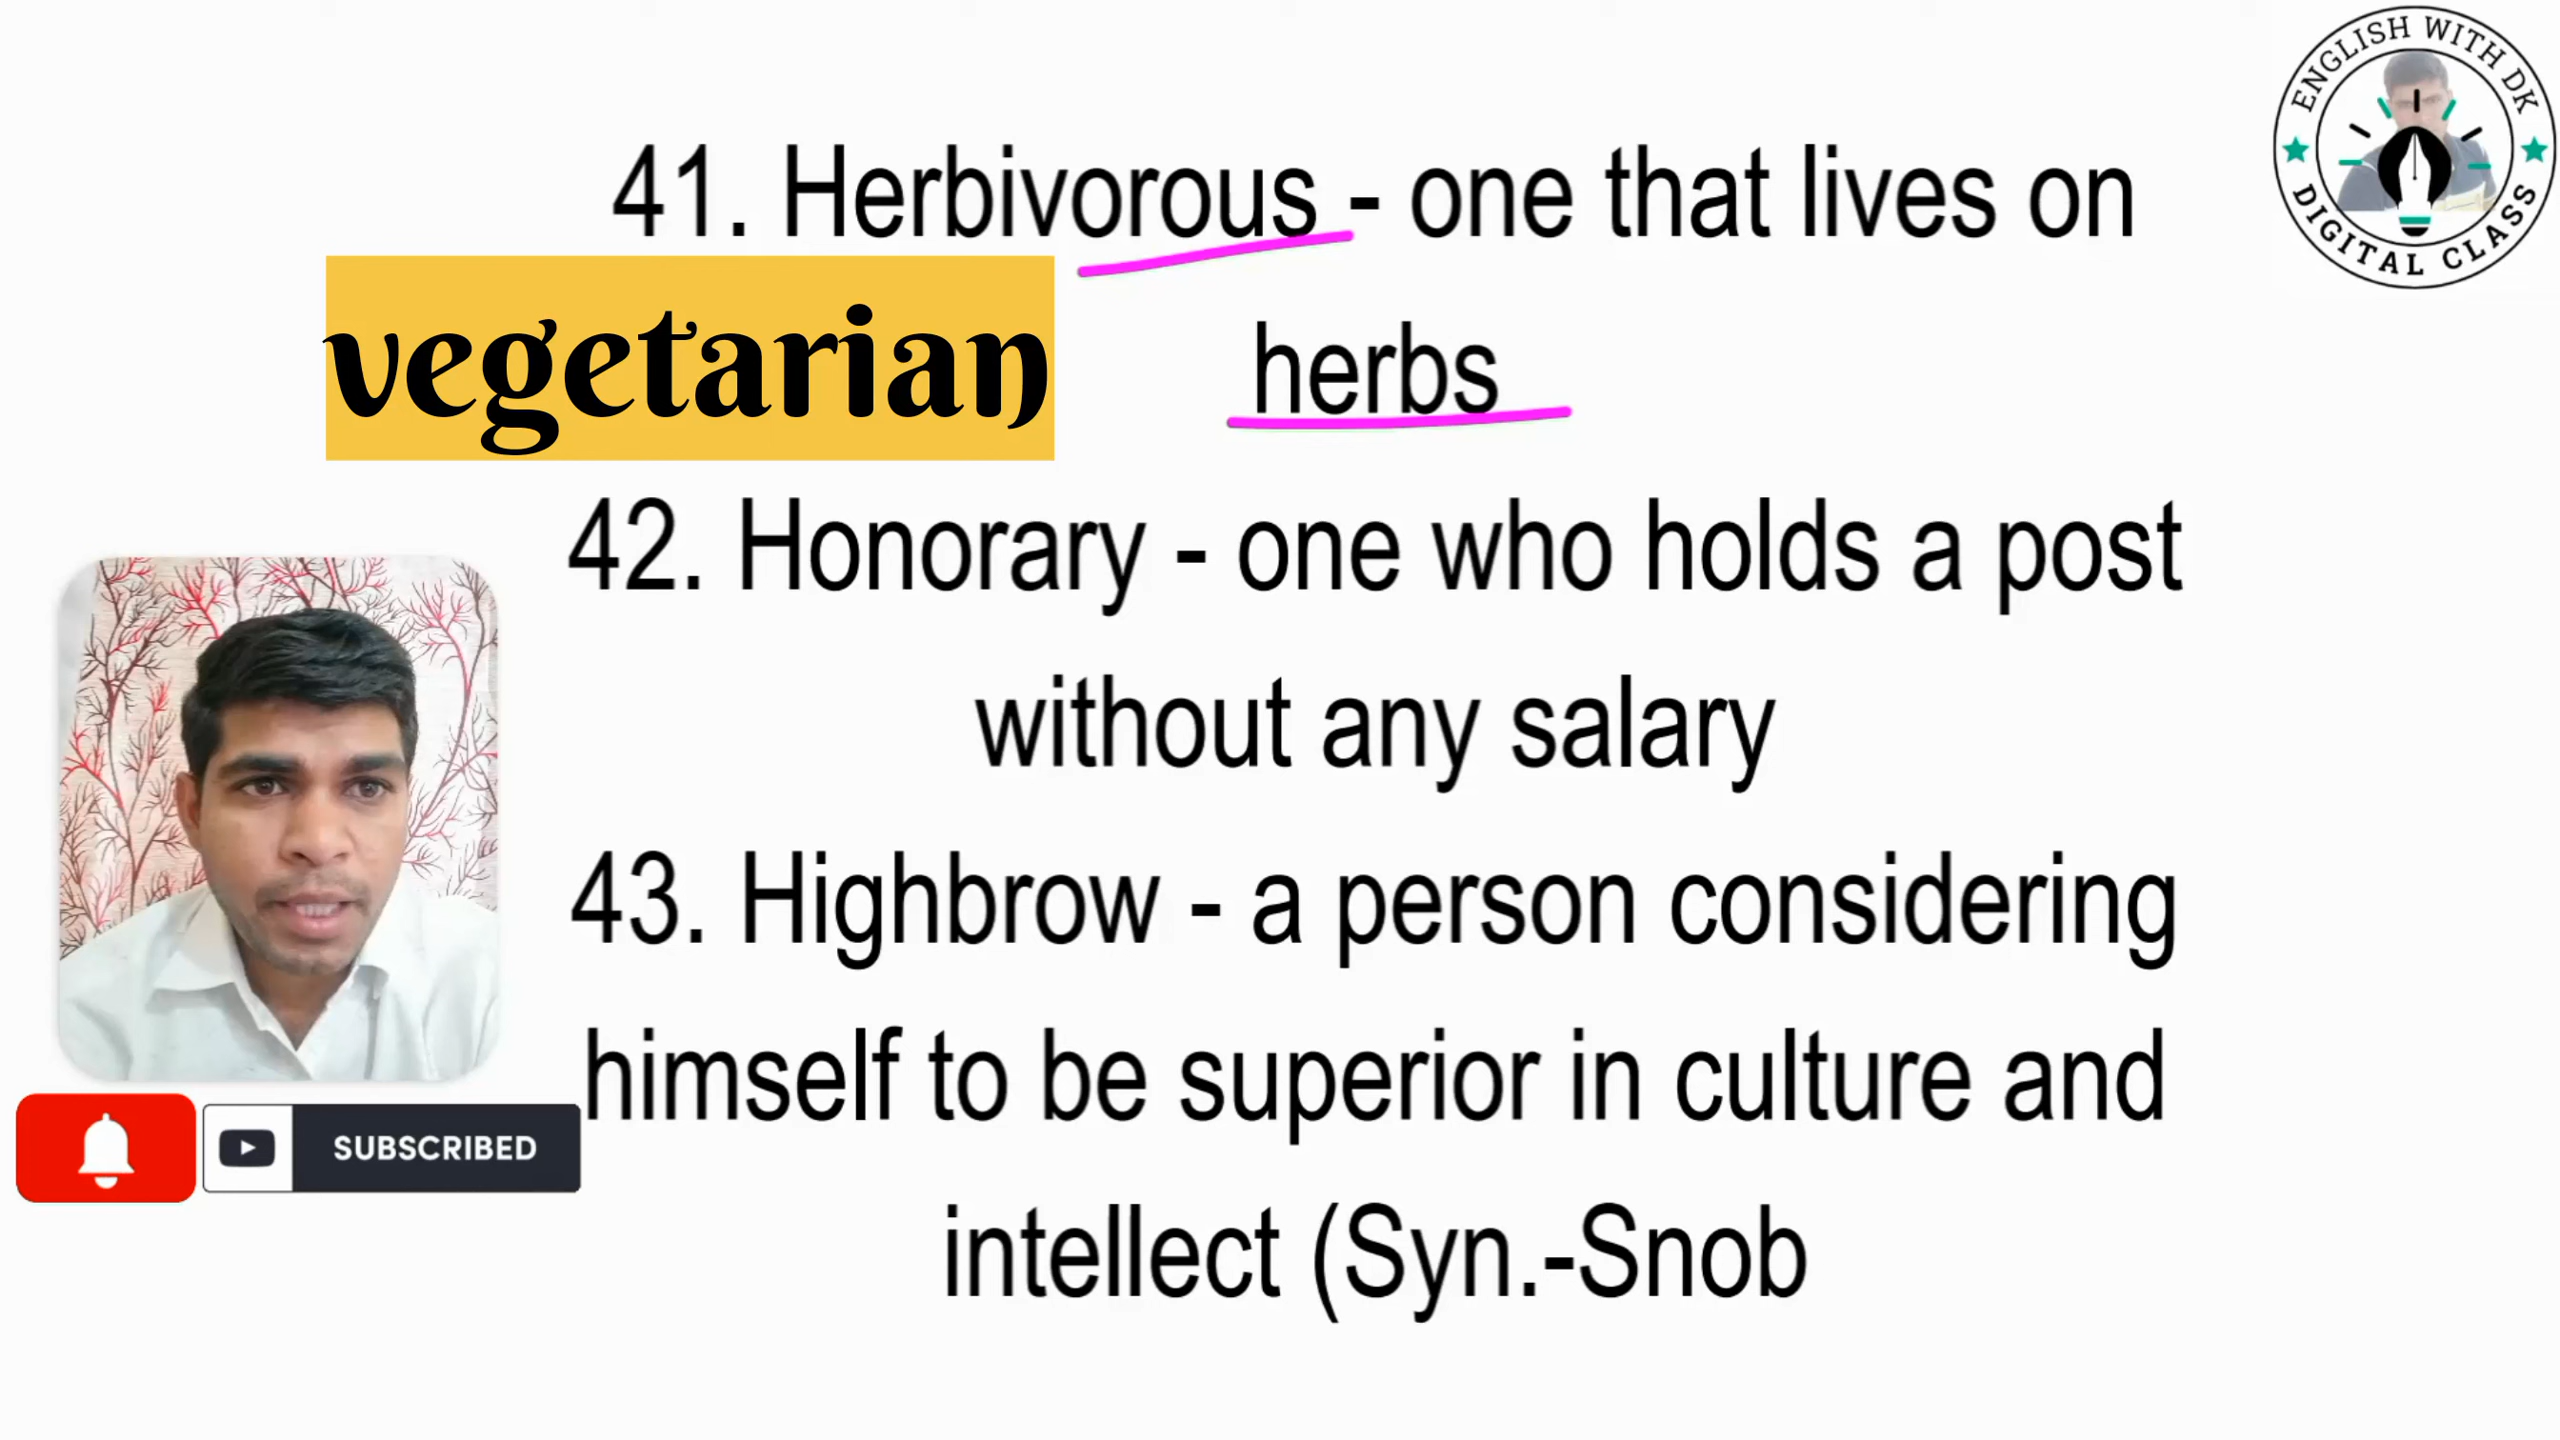 ENGLISH WITH DK
DIGITAL CLASS
41. Herbivorous - one that lives on
vegetarian
herbs
42. Honorary - one who holds a post
without any salary
43. Highbrow - a person considering
himself to be superior in culture and
SUBSCRIBED
intellect (Syn.-Snob